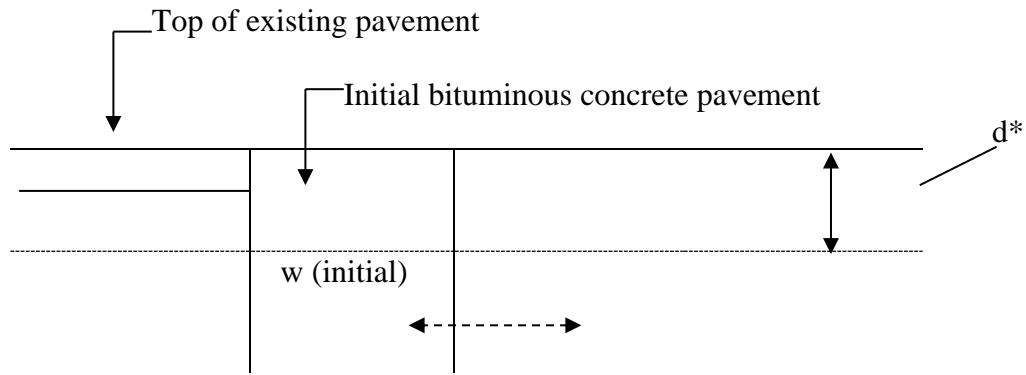 Top of existing pavement
Initial bituminous concrete pavement
d*
w (initial)